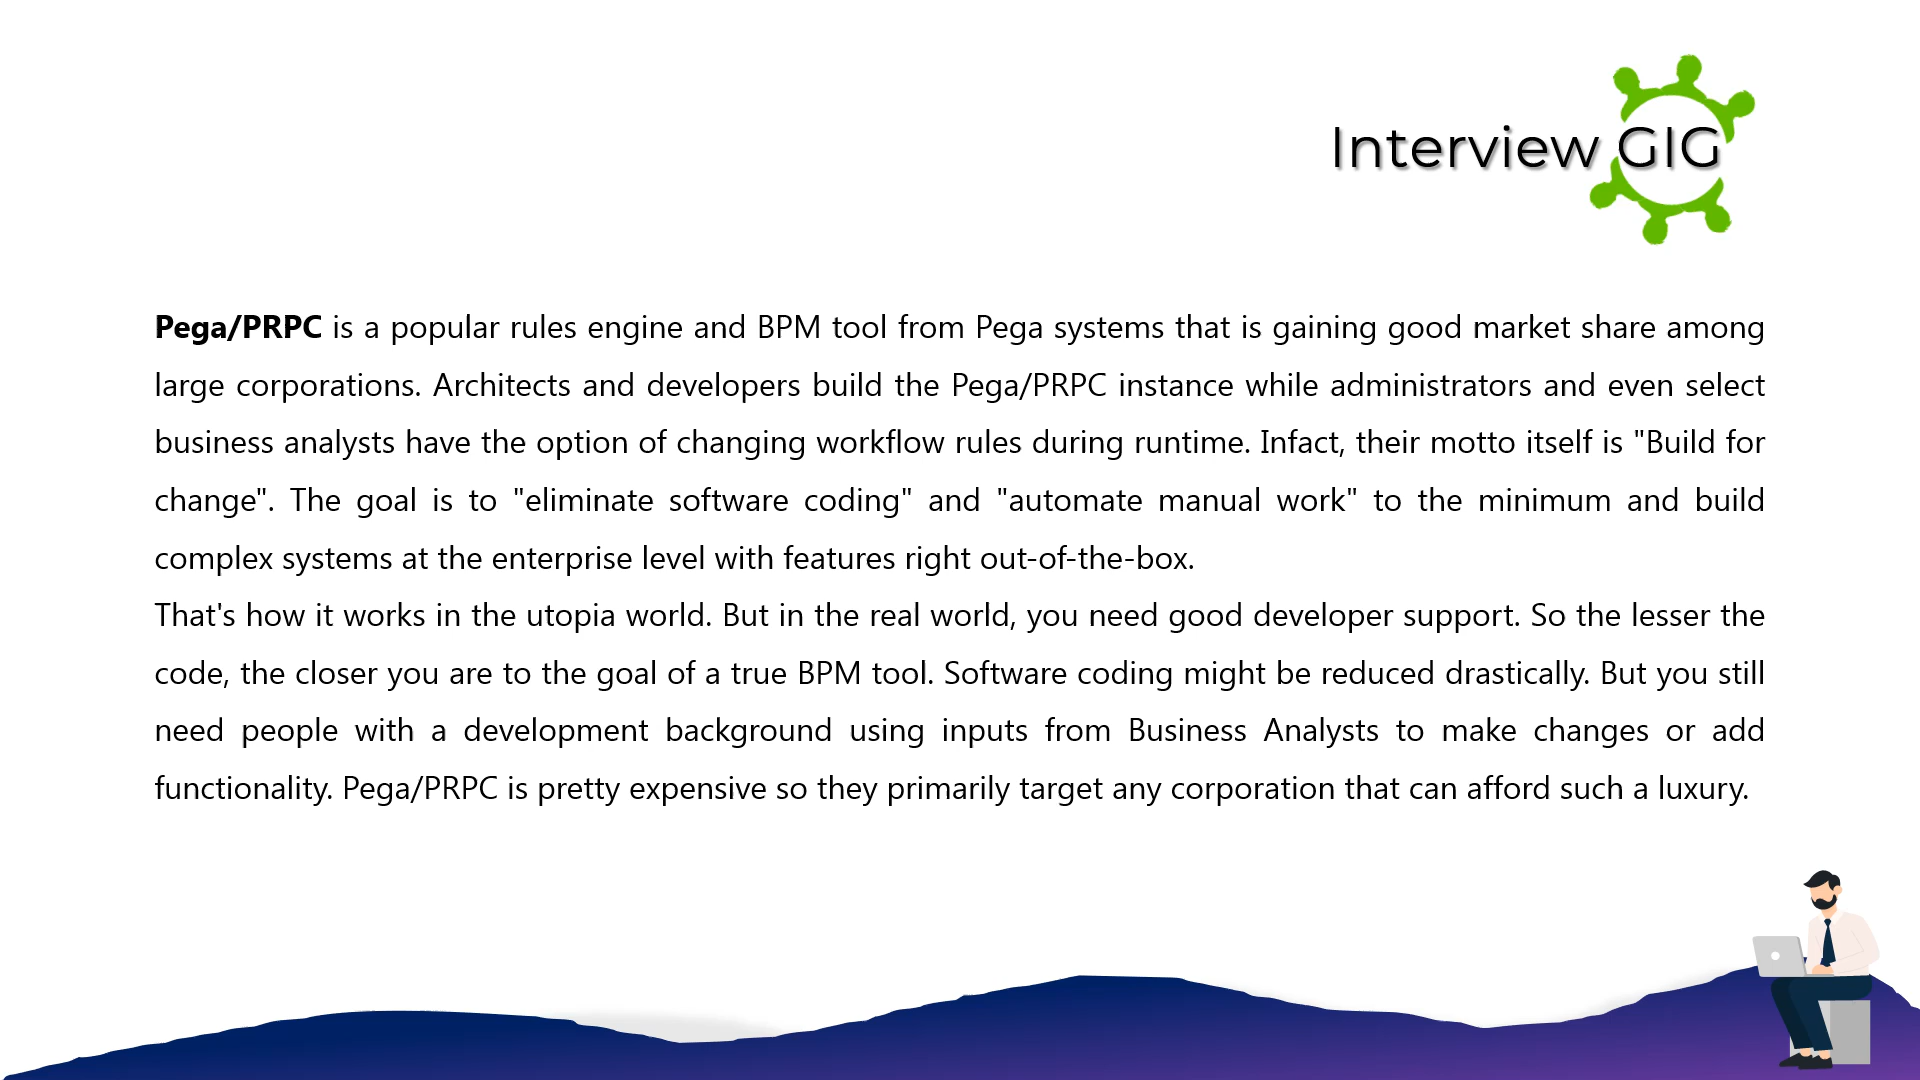 Interview GIG
Pega/PRPC is a popular rules engine and BPM tool from Pega systems that is gaining good market share among
large corporations. Architects and developers build the Pega/PRPC instance while administrators and even select
business analysts have the option of changing workflow rules during runtime. Infact, their motto itself is "Build for
change". The goal is to "eliminate software coding" and "automate manual work" to the minimum and build
complex systems at the enterprise level with features right out-of-the-box.
That's how it works in the utopia world. But in the real world, you need good developer support. So the lesser the
code, the closer you are to the goal of a true BPM tool. Software coding might be reduced drastically. But you still
need people with a development background using inputs from Business Analysts to make changes or add
functionality. Pega/PRPC is pretty expensive so they primarily target any corporation that can afford such a luxury.